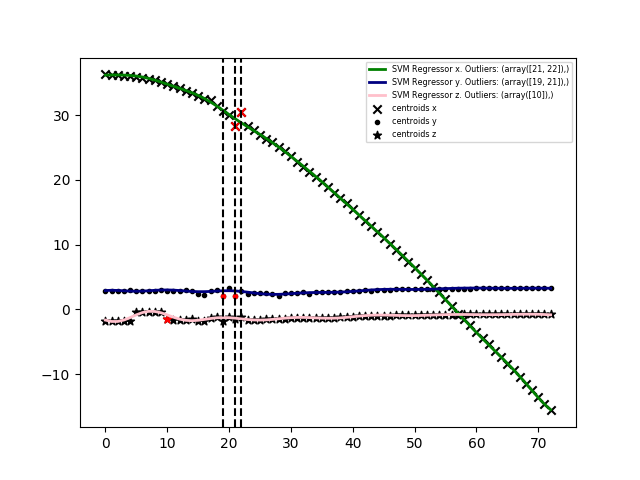 SVM Regressor x. Outliers: (array([21, 22]),)
SVM Regressor y. Outliers: (array([19, 21]),)
SVM Regressor z. Outliers: (array([10]),)
centroids x
centroids y
centroids z
30
20
10
0
−10
0 10 20 30 40 50 60 70